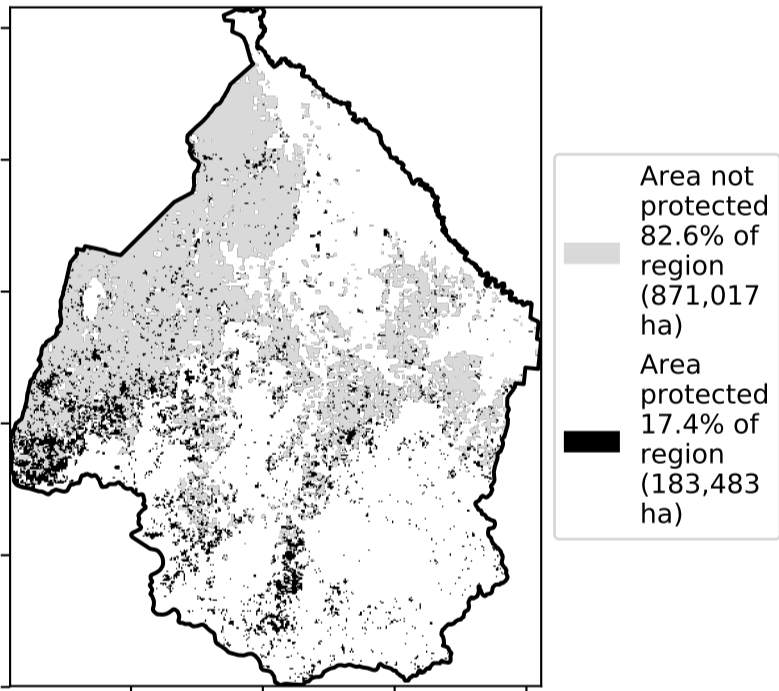 Area not
protected
82.6% of
region
(871,017
ha)
Area
protected
17.4% of
region
(183,483
ha)